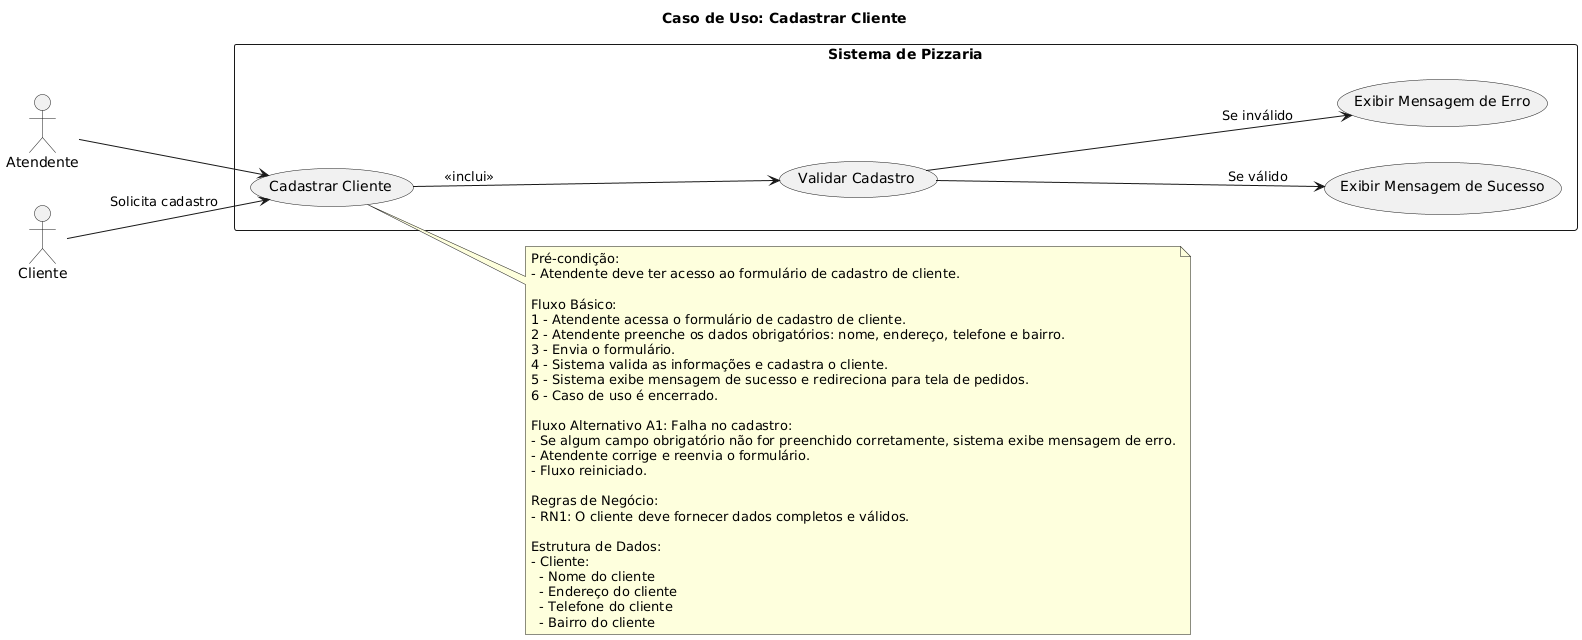 Caso de Uso: Cadastrar Cliente
Sistema de Pizzaria
Atendente
Cliente
Solicita cadastro
Cadastrar Cliente
«inclui»
Validar Cadastro
Se inválido
Exibir Mensagem de Erro
Se válido
Exibir Mensagem de Sucesso
Pré-condição:
- Atendente deve ter acesso ao formulário de cadastro de cliente.
Fluxo Básico:
1 - Atendente acessa o formulário de cadastro de cliente.
2 - Atendente preenche os dados obrigatórios: nome, endereço, telefone e bairro.
3 - Envia o formulário.
4 - Sistema valida as informações e cadastra o cliente.
5 - Sistema exibe mensagem de sucesso e redireciona para tela de pedidos.
6 - Caso de uso é encerrado.
Fluxo Alternativo A1: Falha no cadastro:
- Se algum campo obrigatório não for preenchido corretamente, sistema exibe mensagem de erro.
- Atendente corrige e reenvia o formulário.
- Fluxo reiniciado.
Regras de Negócio:
- RN1: O cliente deve fornecer dados completos e válidos.
Estrutura de Dados:
- Cliente:
- Nome do cliente
- Endereço do cliente
- Telefone do cliente
- Bairro do cliente